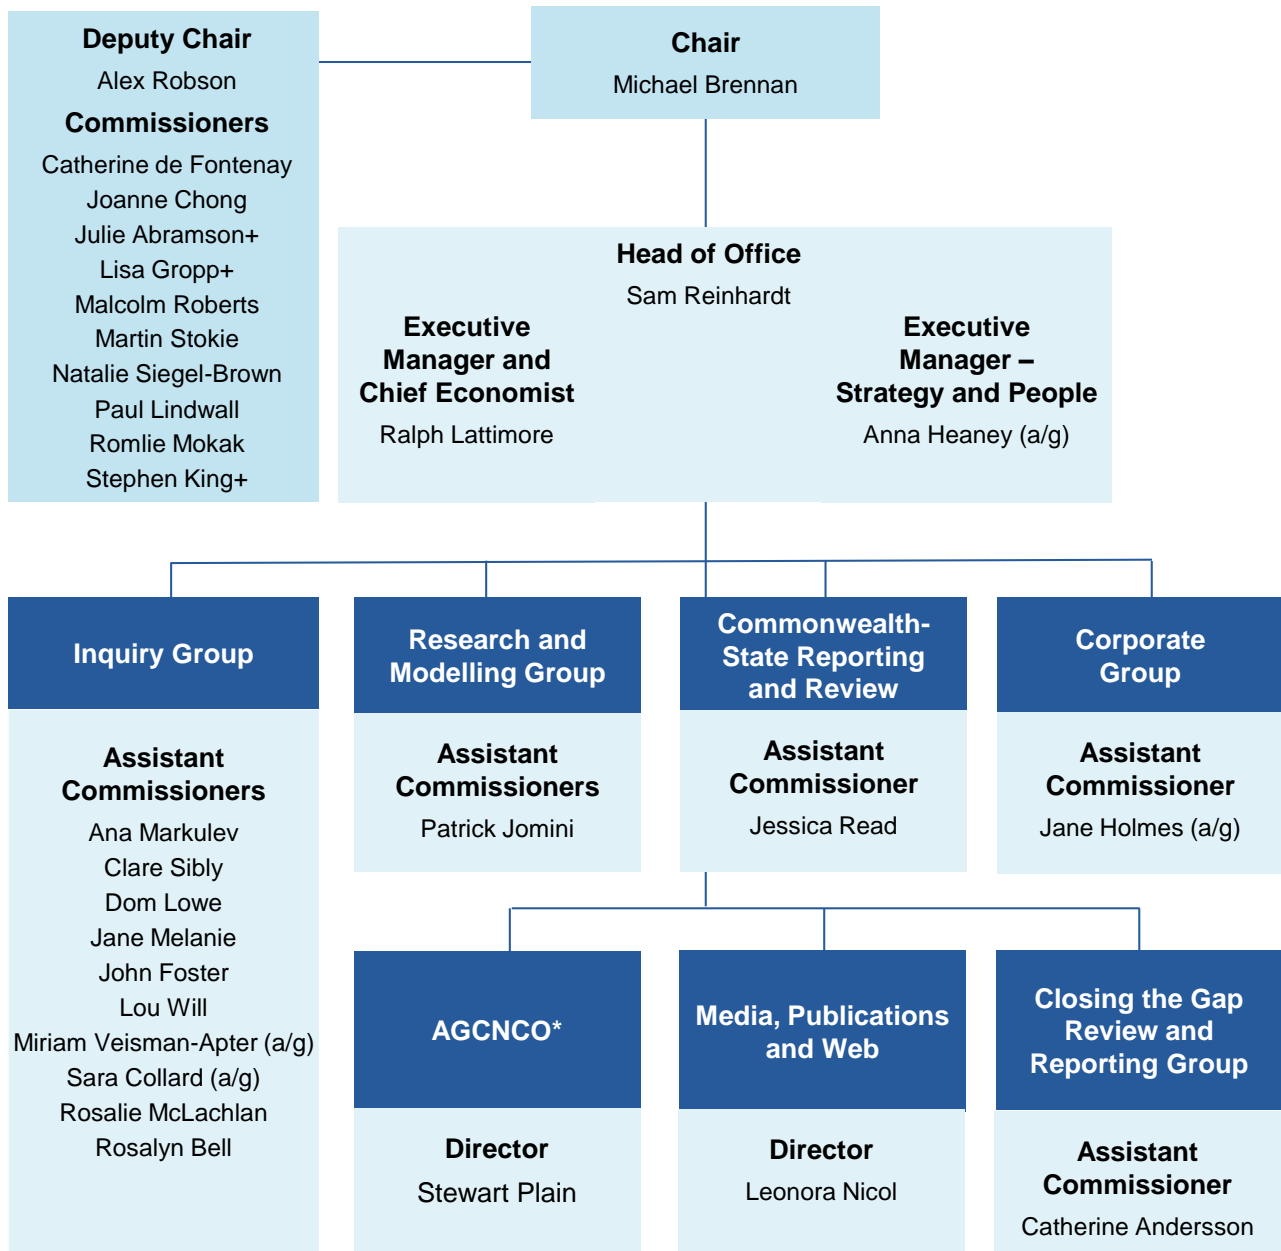 Deputy Chair
Alex Robson
Commissioners
Catherine de Fontenay
Joanne Chong
Julie Abramson+
Lisa Gropp+
Malcolm Roberts
Martin Stokie
Natalie Siegel-Brown
Paul Lindwall
Romlie Mokak
Stephen King+
Chair
Michael Brennan
Head of Office
Sam Reinhardt
Executive
Manager and
Chief Economist
Ralph Lattimore
Executive
Manager –
Strategy and People
Anna Heaney (a/g)
Inquiry Group
Assistant
Commissioners
Ana Markulev
Clare Sibly
Dom Lowe
Jane Melanie
John Foster
Lou Will
Miriam Veisman-Apter (a/g)
Sara Collard (a/g)
Rosalie McLachlan
Rosalyn Bell
Research and
Modelling Group
Assistant
Commissioners
Patrick Jomini
Commonwealth-
State Reporting
and Review
Assistant
Commissioner
Jessica Read
Corporate
Group
Assistant
Commissioner
Jane Holmes (a/g)
AGCNCO*
Director
Stewart Plain
Media, Publications
and Web
Director
Leonora Nicol
Closing the Gap
Review and
Reporting Group
Assistant
Commissioner
Catherine Andersson